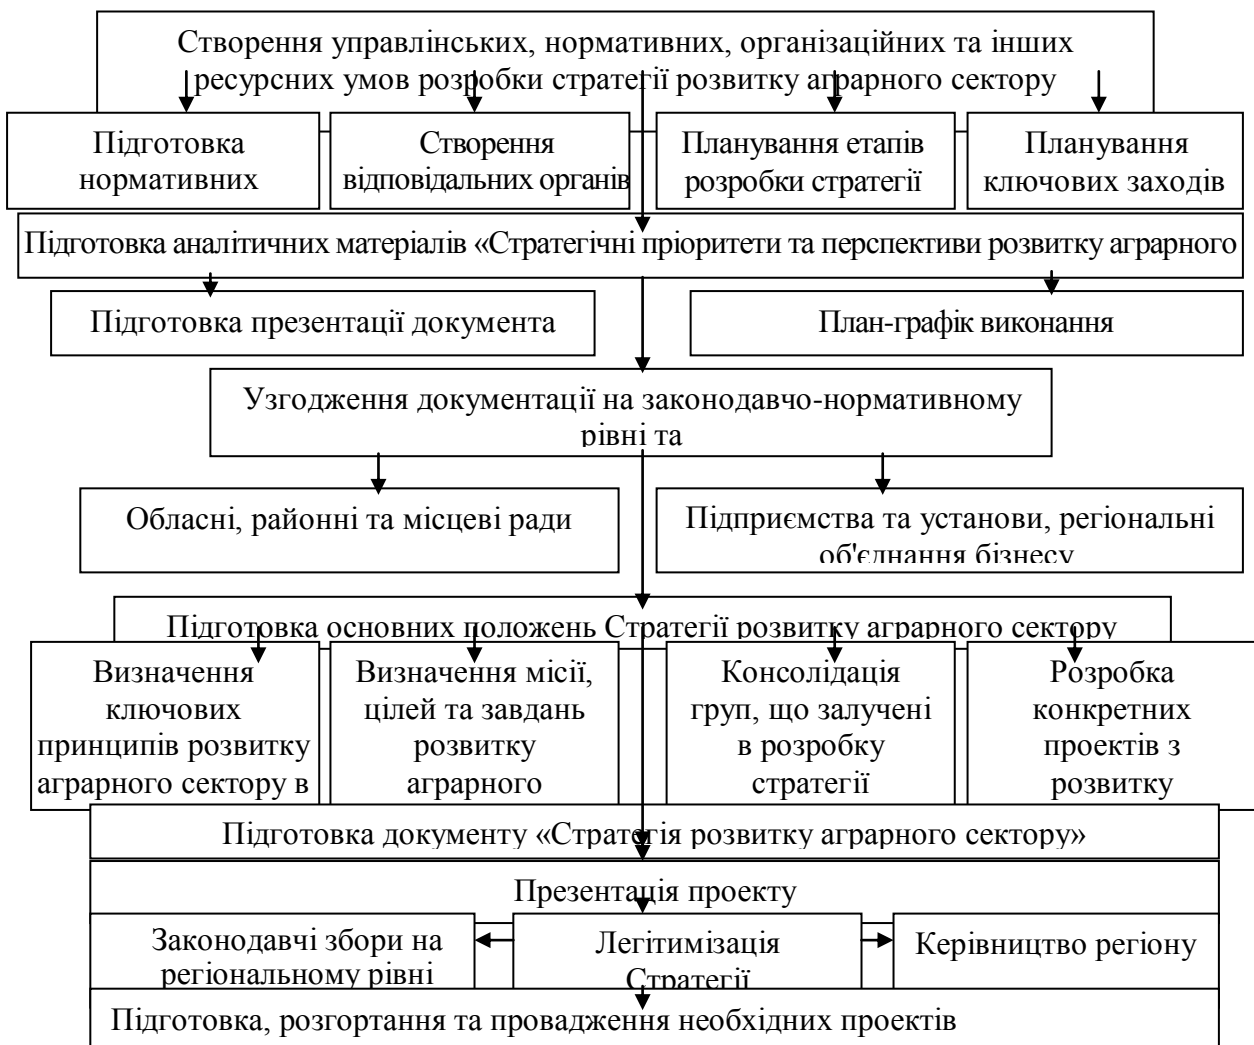 Створення управлінських, нормативних, організаційних та інших
ресурсних умов розробки стратегії розвитку аграрного сектору
Підготовка
нормативних
Створення
відповідальних органів
Планування етапів
розробки стратегії
Планування
ключових заходів
Підготовка аналітичних матеріалів «Стратегічні пріоритети та перспективи розвитку аграрного
Підготовка презентації документа
План-графік виконання
Узгодження документації на законодавчо-нормативному
рівні та
Обласні, районні та місцеві ради
Підприємства та установи, регіональні
об'єднання бізнесу
Підготовка основних положень Стратегії розвитку аграрного сектору
Визначення
ключових
принципів розвитку
аграрного сектору в
Визначення місії,
цілей та завдань
розвитку
аграрного
Консолідація
груп, що залучені
в розробку
стратегії
Розробка
конкретних
проектів з
розвитку
Підготовка документу «Стратегія розвитку аграрного сектору»
Презентація проекту
Законодавчі збори на
регіональному рівні
Легітимізація
Стратегії
Керівництво регіону
Підготовка, розгортання та провадження необхідних проектів